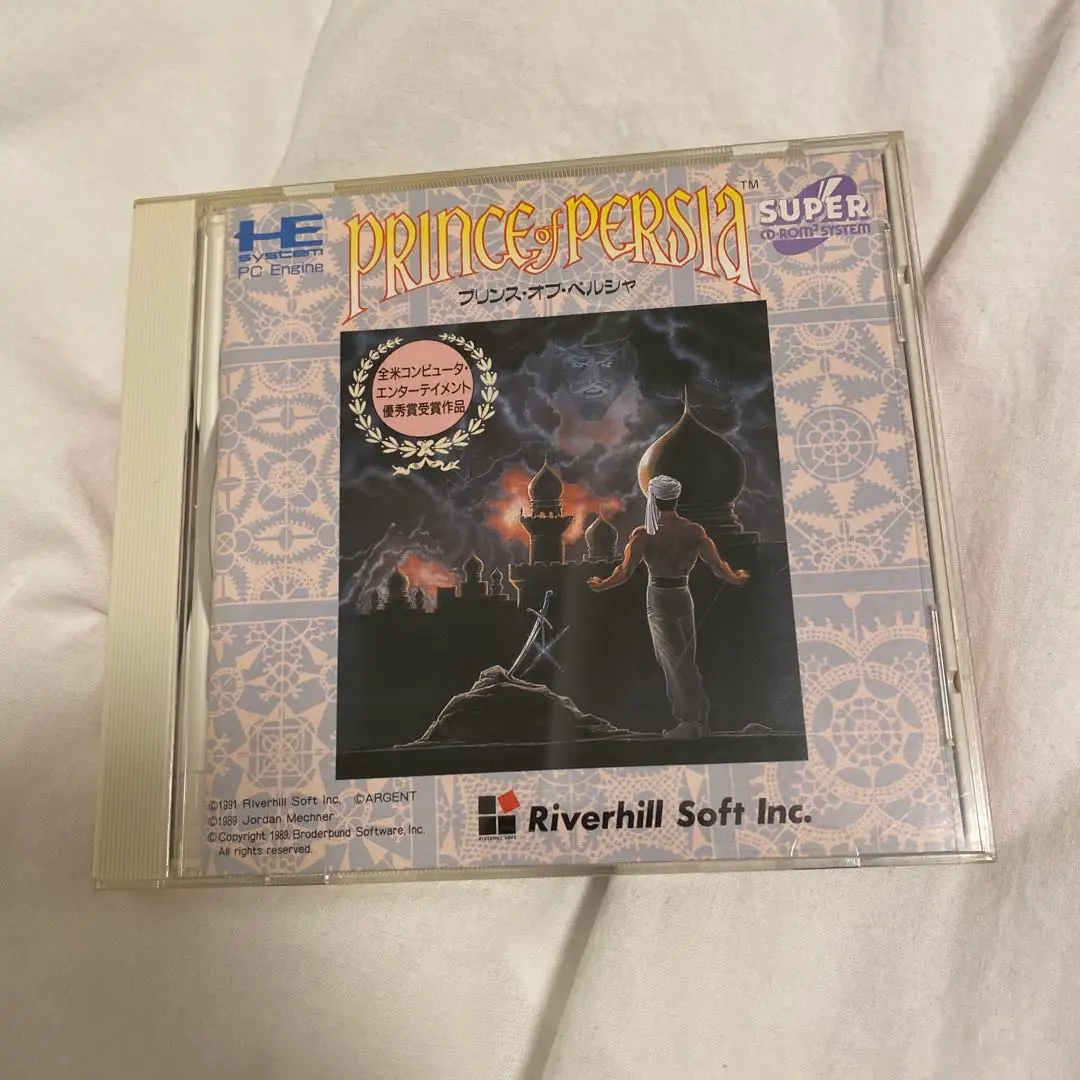 HE
system
PC Engine
PRINCE of PERSIA™
プリンス・オブ・ペルシャ
SUPER
CD-ROM² SYSTEM
全米コンピュータ・
エンターテイメント
優秀賞受賞作品
©1991 Riverhill Soft Inc. ©ARGENT
©1989 Jordan Mechner
©Copyright 1989, Broderbund Software, Inc.
All rights reserved.
RIVERHILL SOFT
Riverhill Soft Inc.